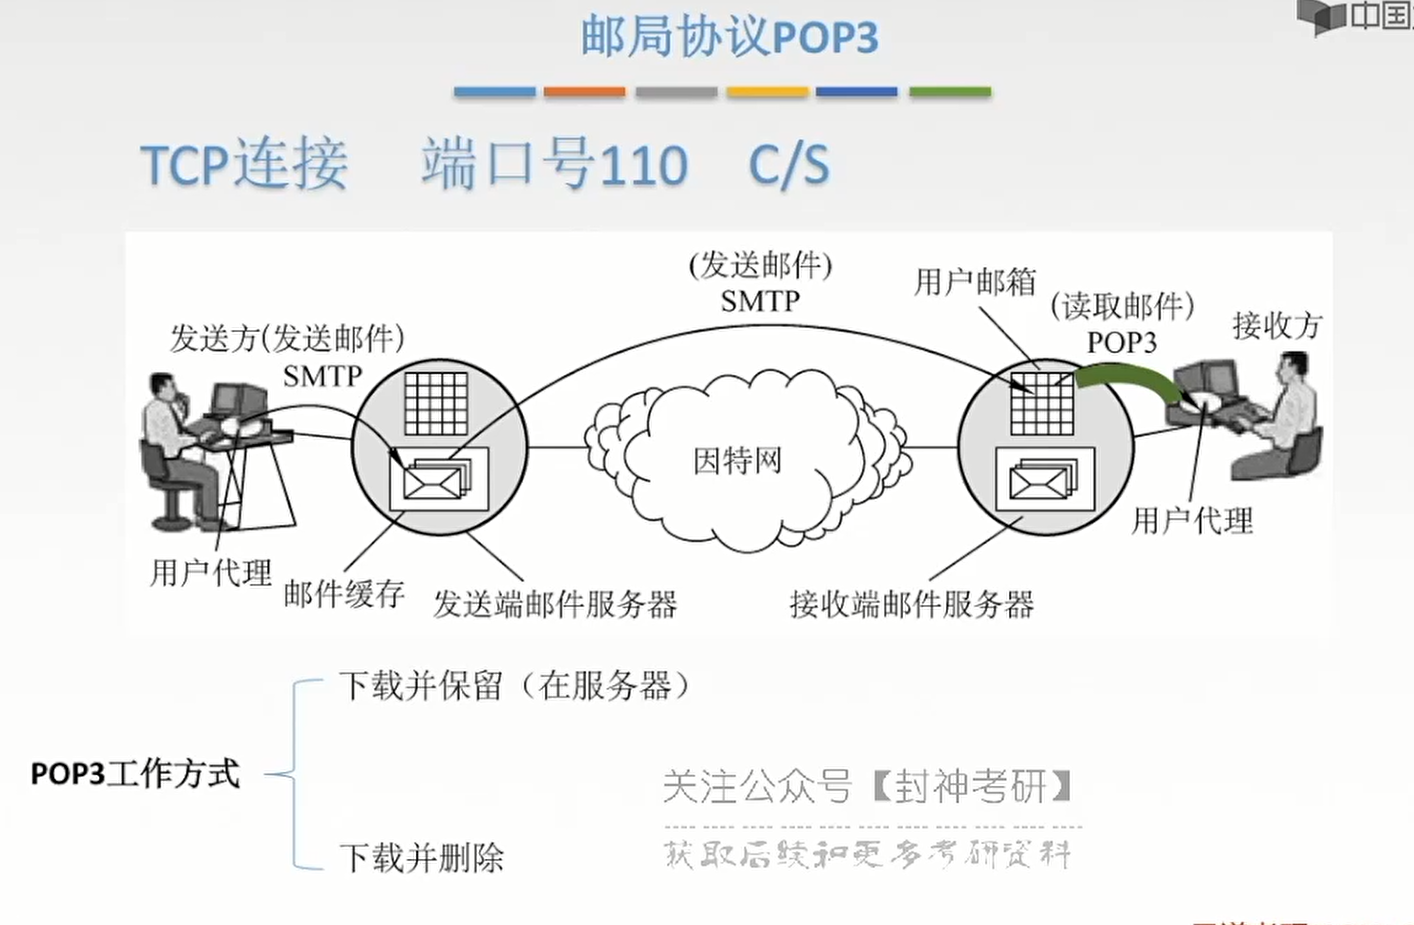 邮局协议POP3
中国
TCP连接 端口号110 C/S
(发送邮件)
SMTP
用户邮箱
(读取邮件)
POP3
接收方
发送方(发送邮件)
SMTP
因特网
用户代理
邮件缓存
发送端邮件服务器
接收端邮件服务器
用户代理
下载并保留（在服务器）
POP3工作方式
下载并删除
关注公众号【封神考研】
获取后续和更多考研资料